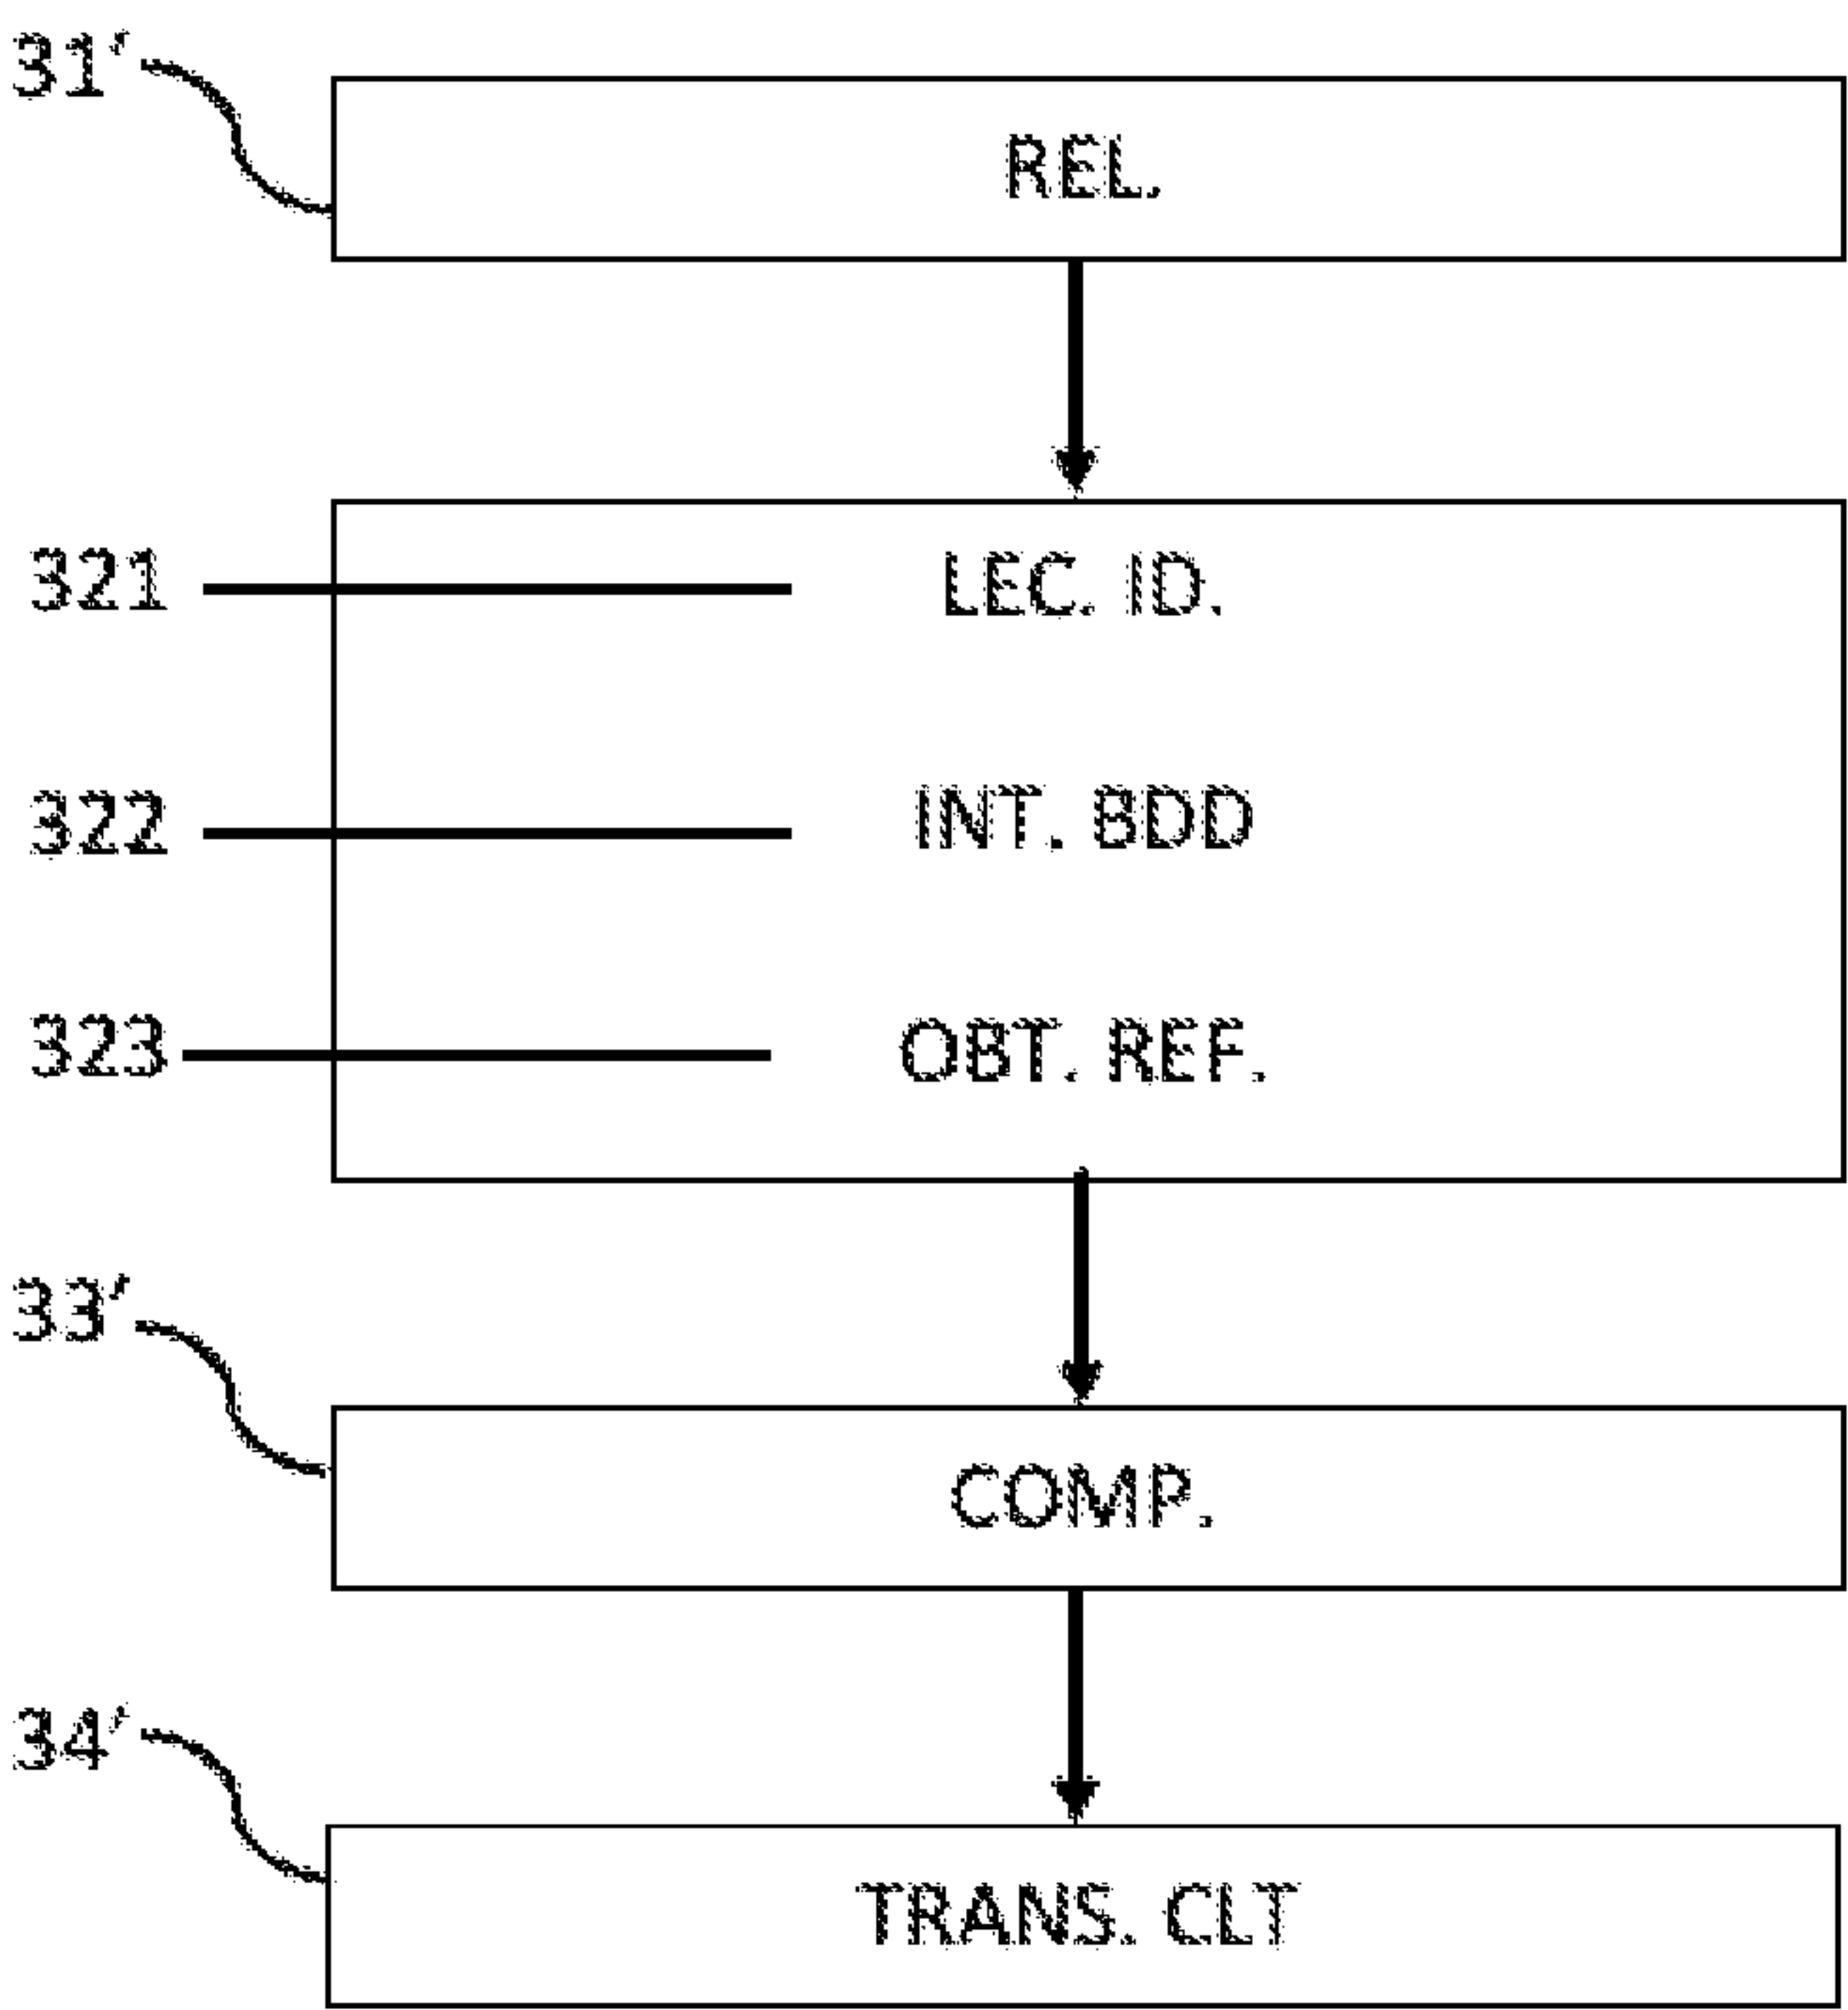 31'
REL.
321 LEC. ID.
322 INT. BDD
323 OBT. REF.
33'
COMP.
34'
TRANS. CLT